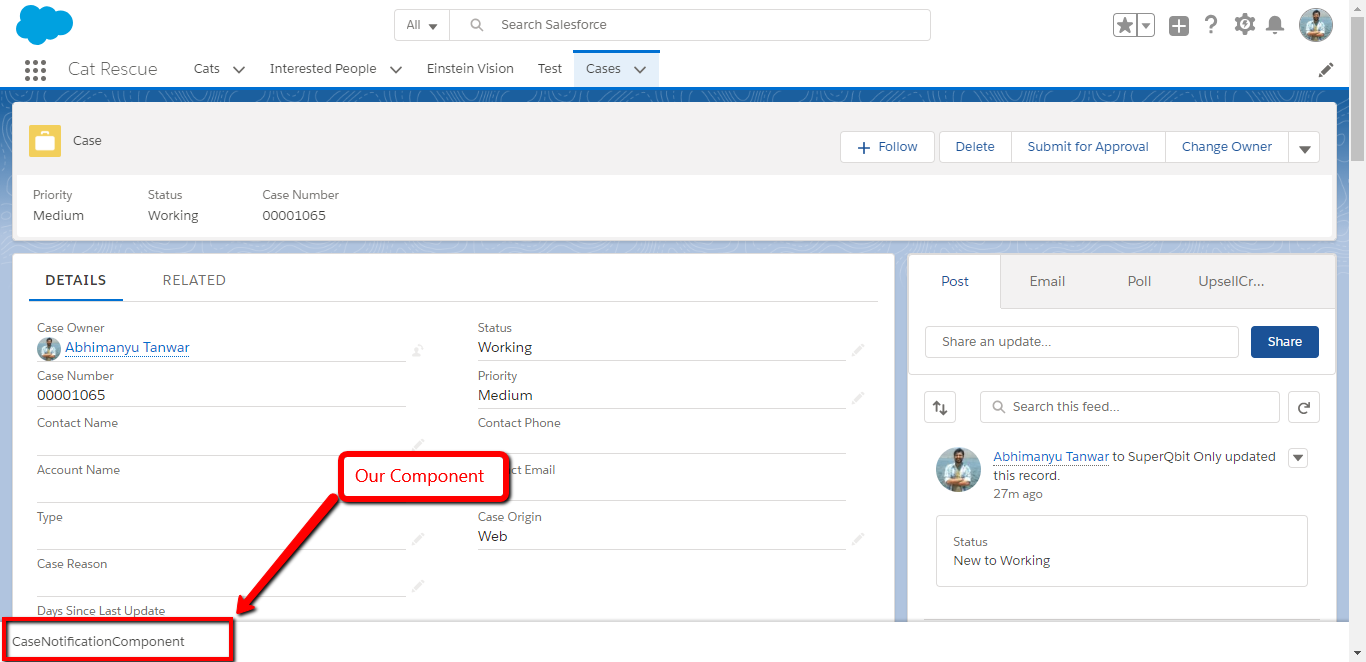 All
Search Salesforce
Cat Rescue
Cats
Interested People
Einstein Vision
Test
Cases
Case
Follow
Delete
Submit for Approval
Change Owner
Priority
Status
Case Number
Medium
Working
00001065
DETAILS
RELATED
Case Owner
Abhimanyu Tanwar
Status
Working
Case Number
00001065
Priority
Medium
Contact Name
Contact Phone
Account Name
Email
Type
Case Origin
Web
Case Reason
Days Since Last Update
Our Component
CaseNotificationComponent
Post
Email
Poll
UpsellCr...
Share an update...
Share
Search this feed...
Abhimanyu Tanwar to SuperQbit Only updated
this record.
27m ago
Status
New to Working